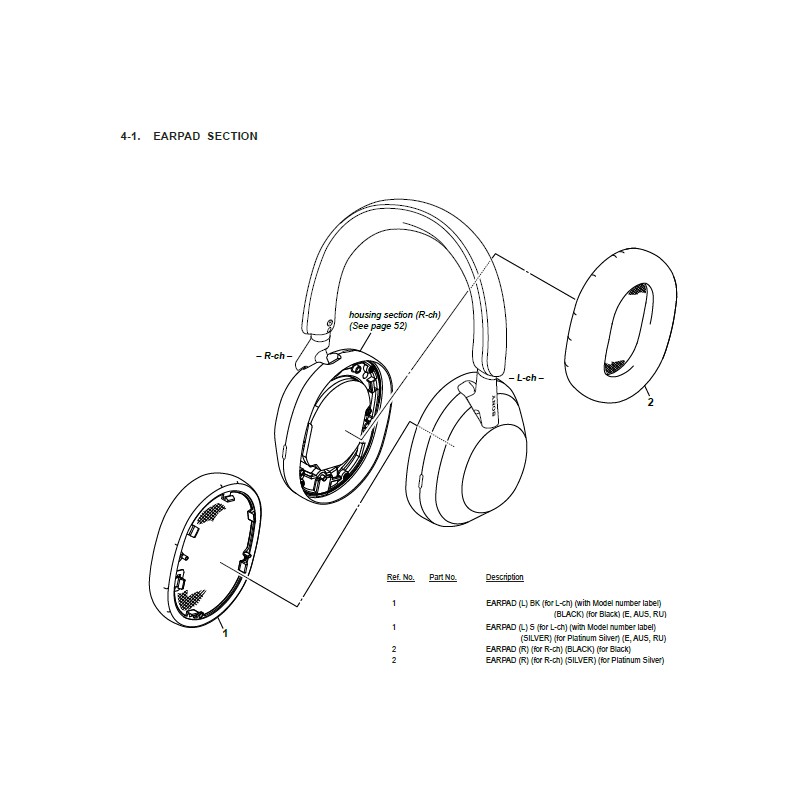 4-1. EARPAD SECTION
housing section (R-ch)
(See page 52)
– R-ch –
– L-ch –
SONY
2
1
Ref. No. Part No. Description
1 EARPAD (L) BK (for L-ch) (with Model number label)
(BLACK) (for Black) (E, AUS, RU)
1 EARPAD (L) S (for L-ch) (with Model number label)
(SILVER) (for Platinum Silver) (E, AUS, RU)
2 EARPAD (R) (for R-ch) (BLACK) (for Black)
2 EARPAD (R) (for R-ch) (SILVER) (for Platinum Silver)